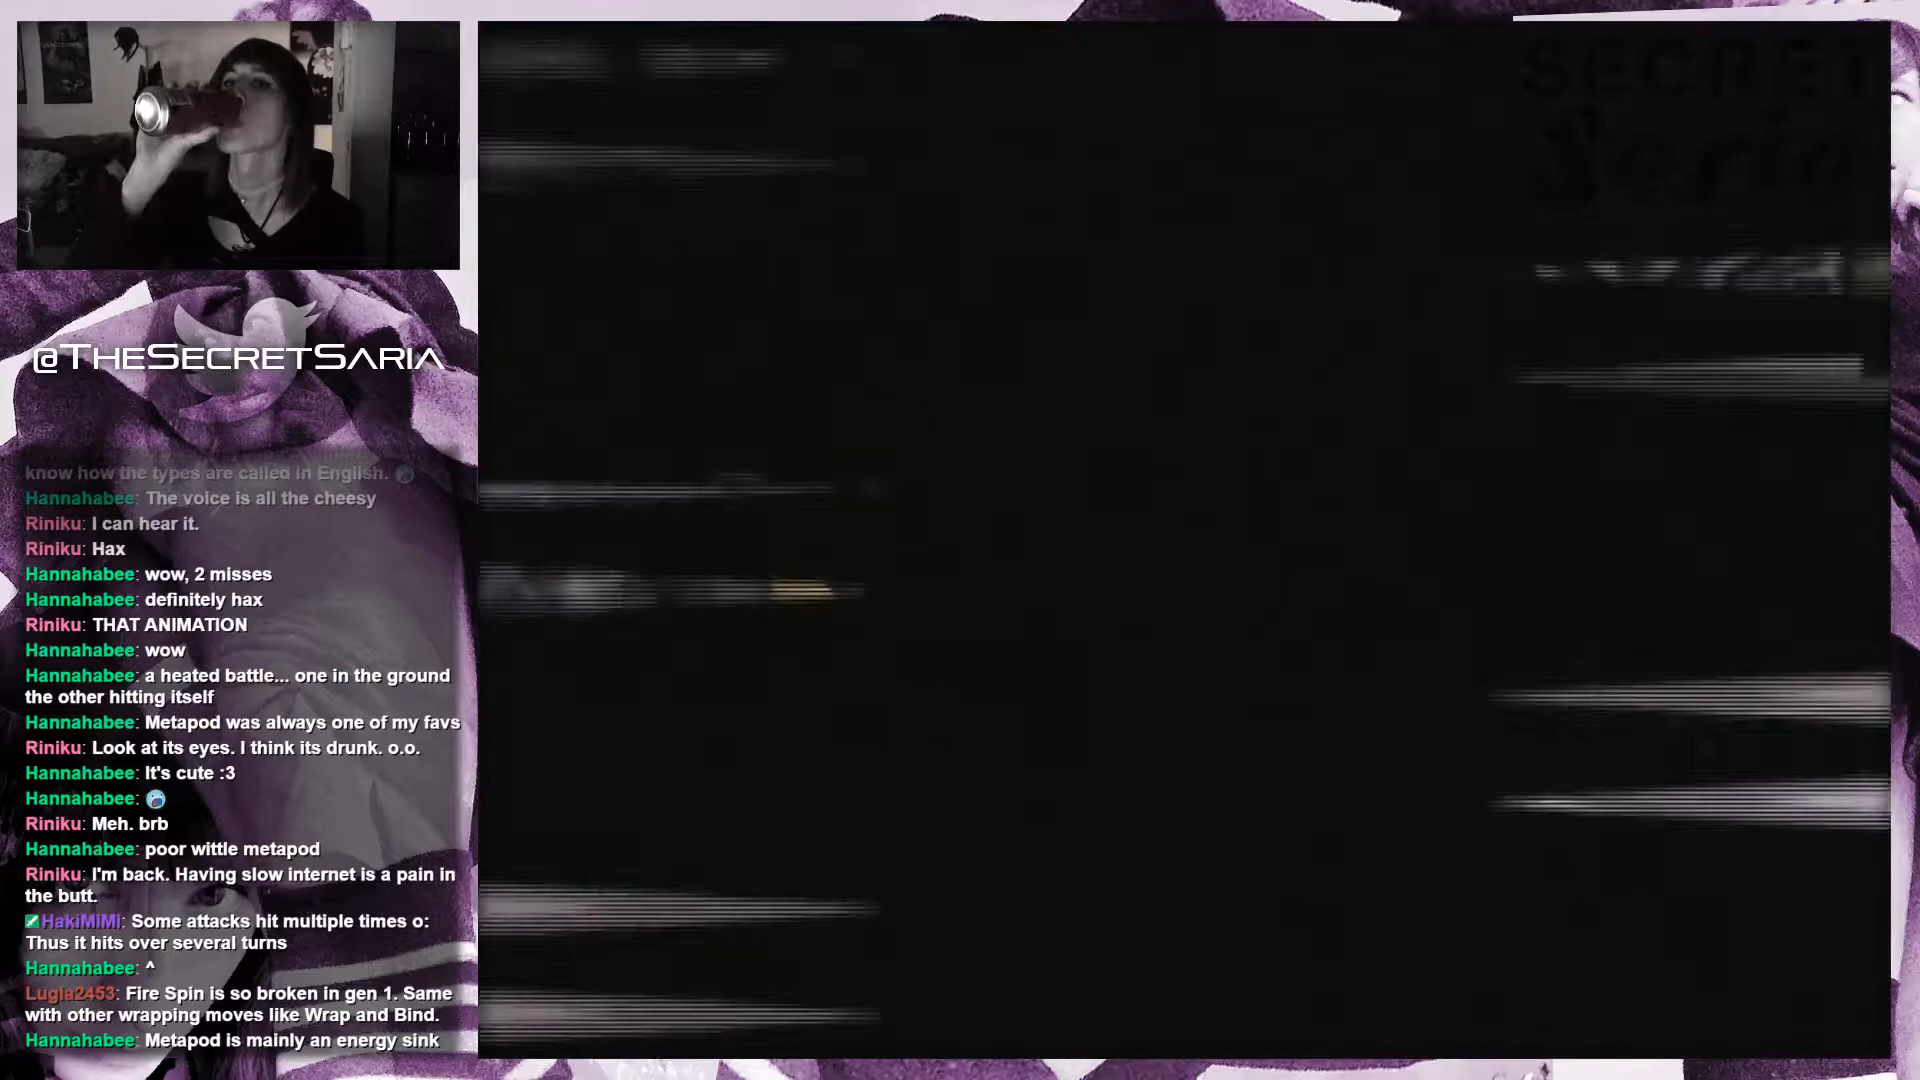 SECRET
Saria
@THESECRETSARIA
know how the types are called in English.
Hannahabee: The voice is all the cheesy
Riniku: I can hear it.
Riniku: Hax
Hannahabee: wow, 2 misses
Hannahabee: definitely hax
Riniku: THAT ANIMATION
Hannahabee: wow
Hannahabee: a heated battle... one in the ground
the other hitting itself
Hannahabee: Metapod was always one of my favs
Riniku: Look at its eyes. I think its drunk. o.o.
Hannahabee: It's cute :3
Hannahabee:
Riniku: Meh. brb
Hannahabee: poor wittle metapod
Riniku: I'm back. Having slow internet is a pain in
the butt.
HakiMiMi: Some attacks hit multiple times o:
Thus it hits over several turns
Hannahabee: ^
Lugia2453: Fire Spin is so broken in gen 1. Same
with other wrapping moves like Wrap and Bind.
Hannahabee: Metapod is mainly an energy sink